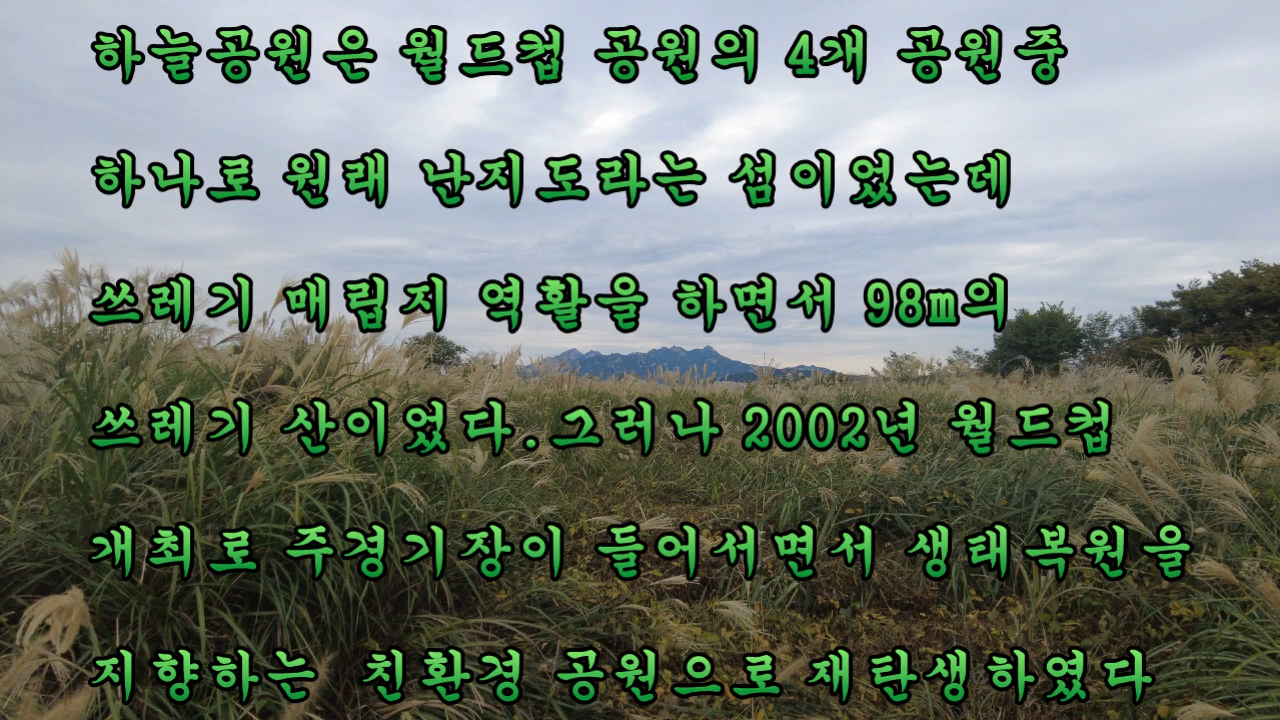 하늘공원은 월드컵 공원의 4개 공원중
하나로 원래 난지도라는 섬이였는데
쓰레기 매립지 역활을 하면서 98m의
쓰레기 산이었다.그러나 2002년 월드컵
개최로 주경기장이 들어서면서 생태복원을
지향하는 친환경 공원으로 재탄생하였다